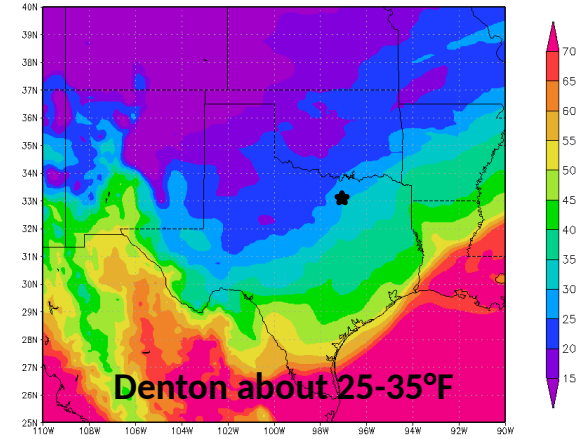 40N
39N
38N
37N
36N
35N
34N
33N
32N
31N
30N
29N
28N
27N
26N
25N
110W 108W 106W 104W 102W 100W 98W 96W 94W 92W 90W
70
65
60
55
50
45
40
35
30
25
20
15
Denton about 25-35°F